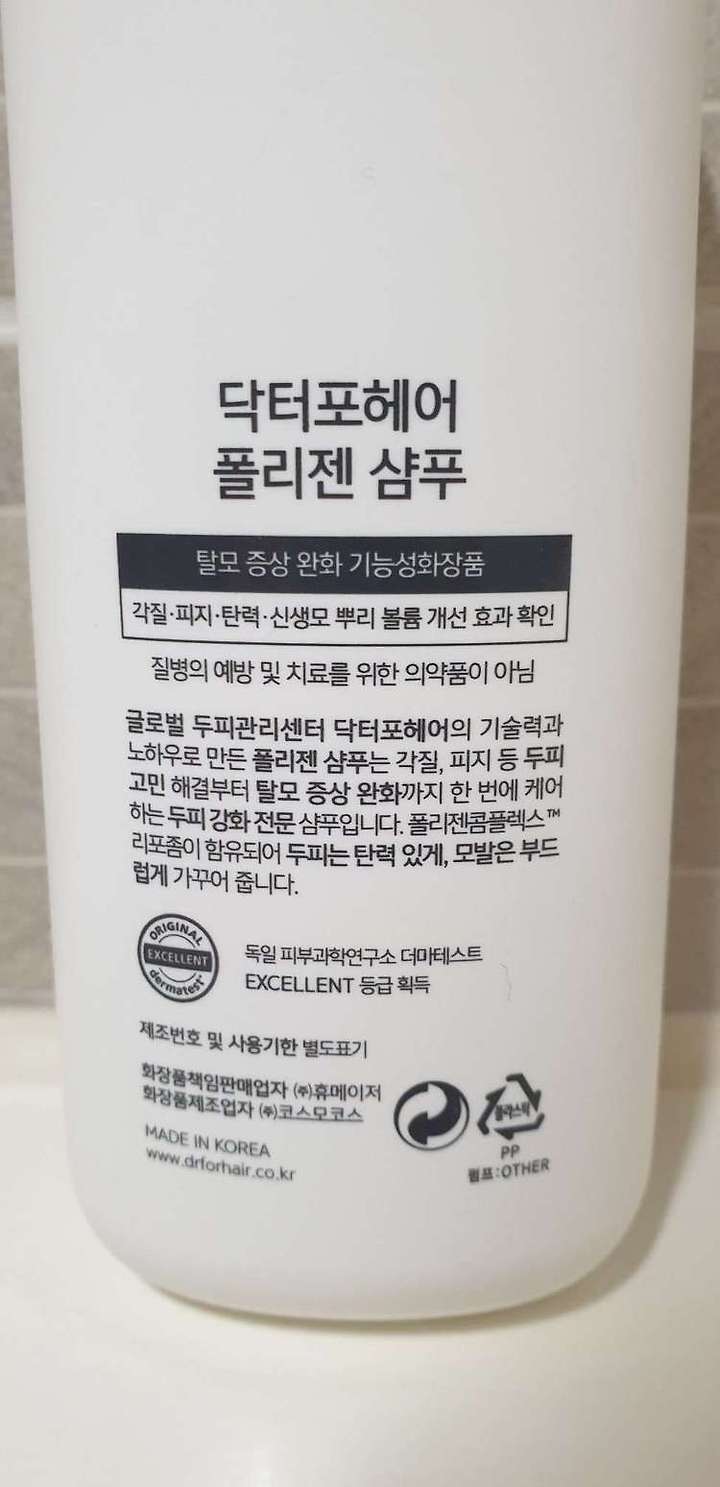 닥터포헤어
폴리젠 샴푸
탈모 증상 완화 기능성화장품
각질·피지·탄력·신생모 뿌리 볼륨 개선 효과 확인
질병의 예방 및 치료를 위한 의약품이 아님
글로벌 두피관리센터 닥터포헤어의 기술력과
노하우로 만든 폴리젠 샴푸는 각질, 피지 등 두피
고민 해결부터 탈모 증상 완화까지 한 번에 케어
하는 두피 강화 전문 샴푸입니다. 폴리젠콤플렉스™
리포좀이 함유되어 두피는 탄력 있게, 모발은 부드
럽게 가꾸어 줍니다.
ORIGINAL
EXCELLENT
dermatest®
독일 피부과학연구소 더마테스트
EXCELLENT 등급 획득
제조번호 및 사용기한 별도표기
화장품책임판매업자 ㈜휴메이저
화장품제조업자 ㈜코스모코스
MADE IN KOREA
www.drforhair.co.kr
플라스틱
PP
펌프:OTHER